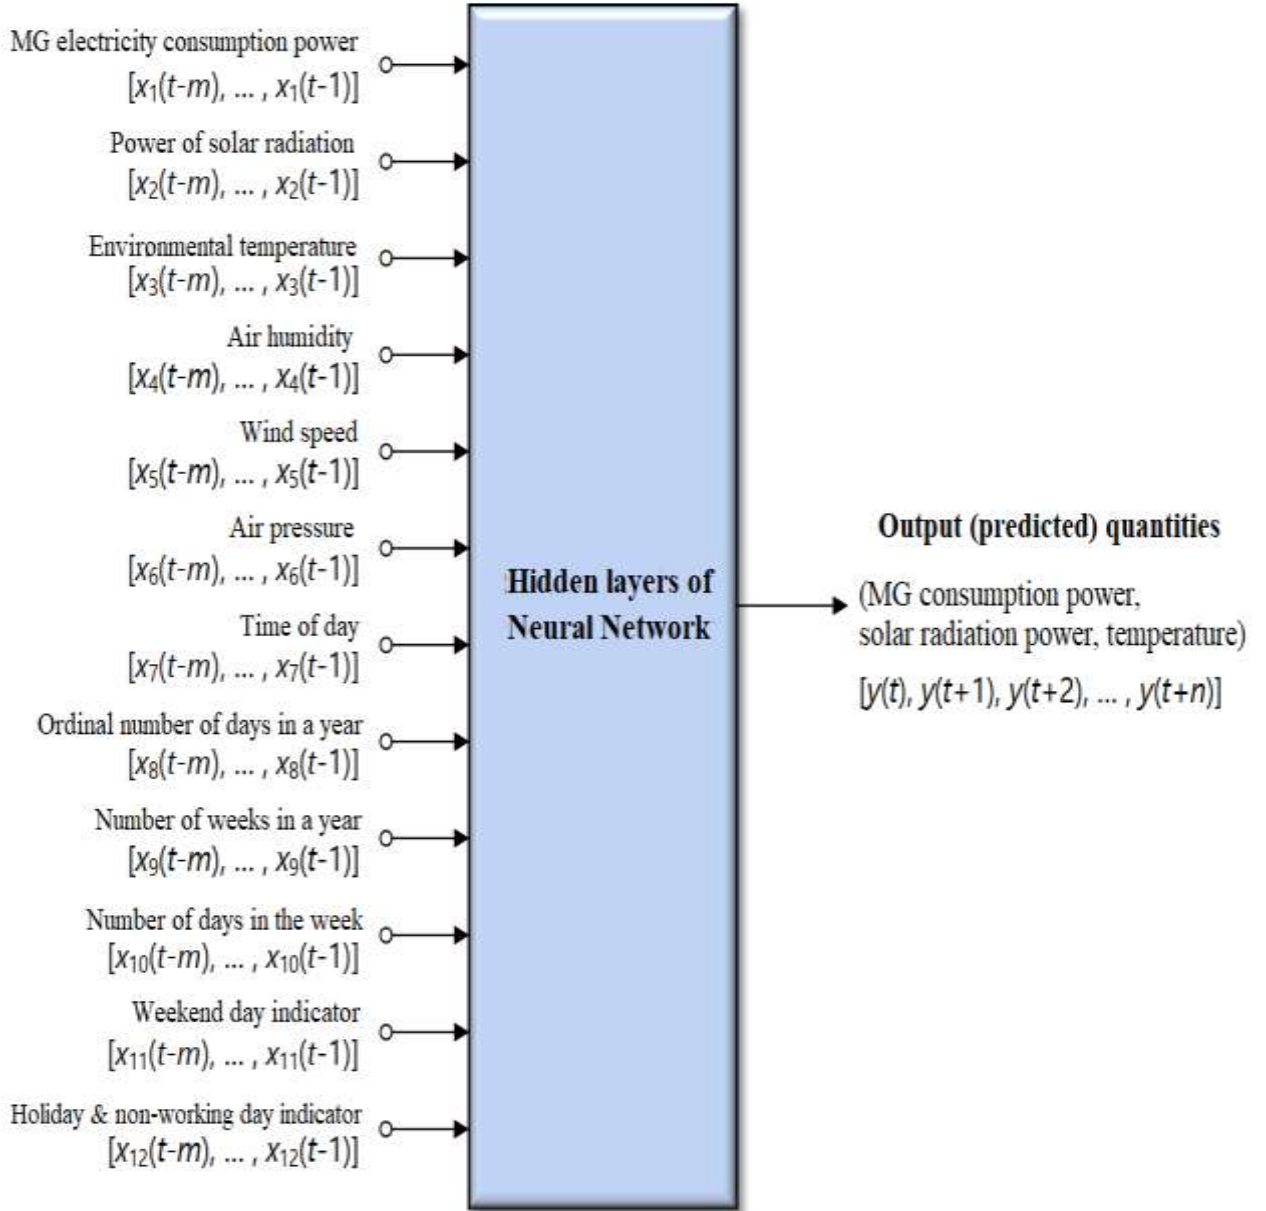 MG electricity consumption power
[x₁(t-m), ... , x₁(t-1)]
Power of solar radiation
[x₂(t-m), ... , x₂(t-1)]
Environmental temperature
[x₃(t-m), ... , x₃(t-1)]
Air humidity
[x₄(t-m), ... , x₄(t-1)]
Wind speed
[x₅(t-m), ... , x₅(t-1)]
Air pressure
[x₆(t-m), ... , x₆(t-1)]
Time of day
[x₇(t-m), ... , x₇(t-1)]
Ordinal number of days in a year
[x₈(t-m), ... , x₈(t-1)]
Number of weeks in a year
[x₉(t-m), ... , x₉(t-1)]
Number of days in the week
[x₁₀(t-m), ... , x₁₀(t-1)]
Weekend day indicator
[x₁₁(t-m), ... , x₁₁(t-1)]
Holiday & non-working day indicator
[x₁₂(t-m), ... , x₁₂(t-1)]
Hidden layers of
Neural Network
Output (predicted) quantities
(MG consumption power,
solar radiation power, temperature)
[y(t), y(t+1), y(t+2), ... , y(t+n)]